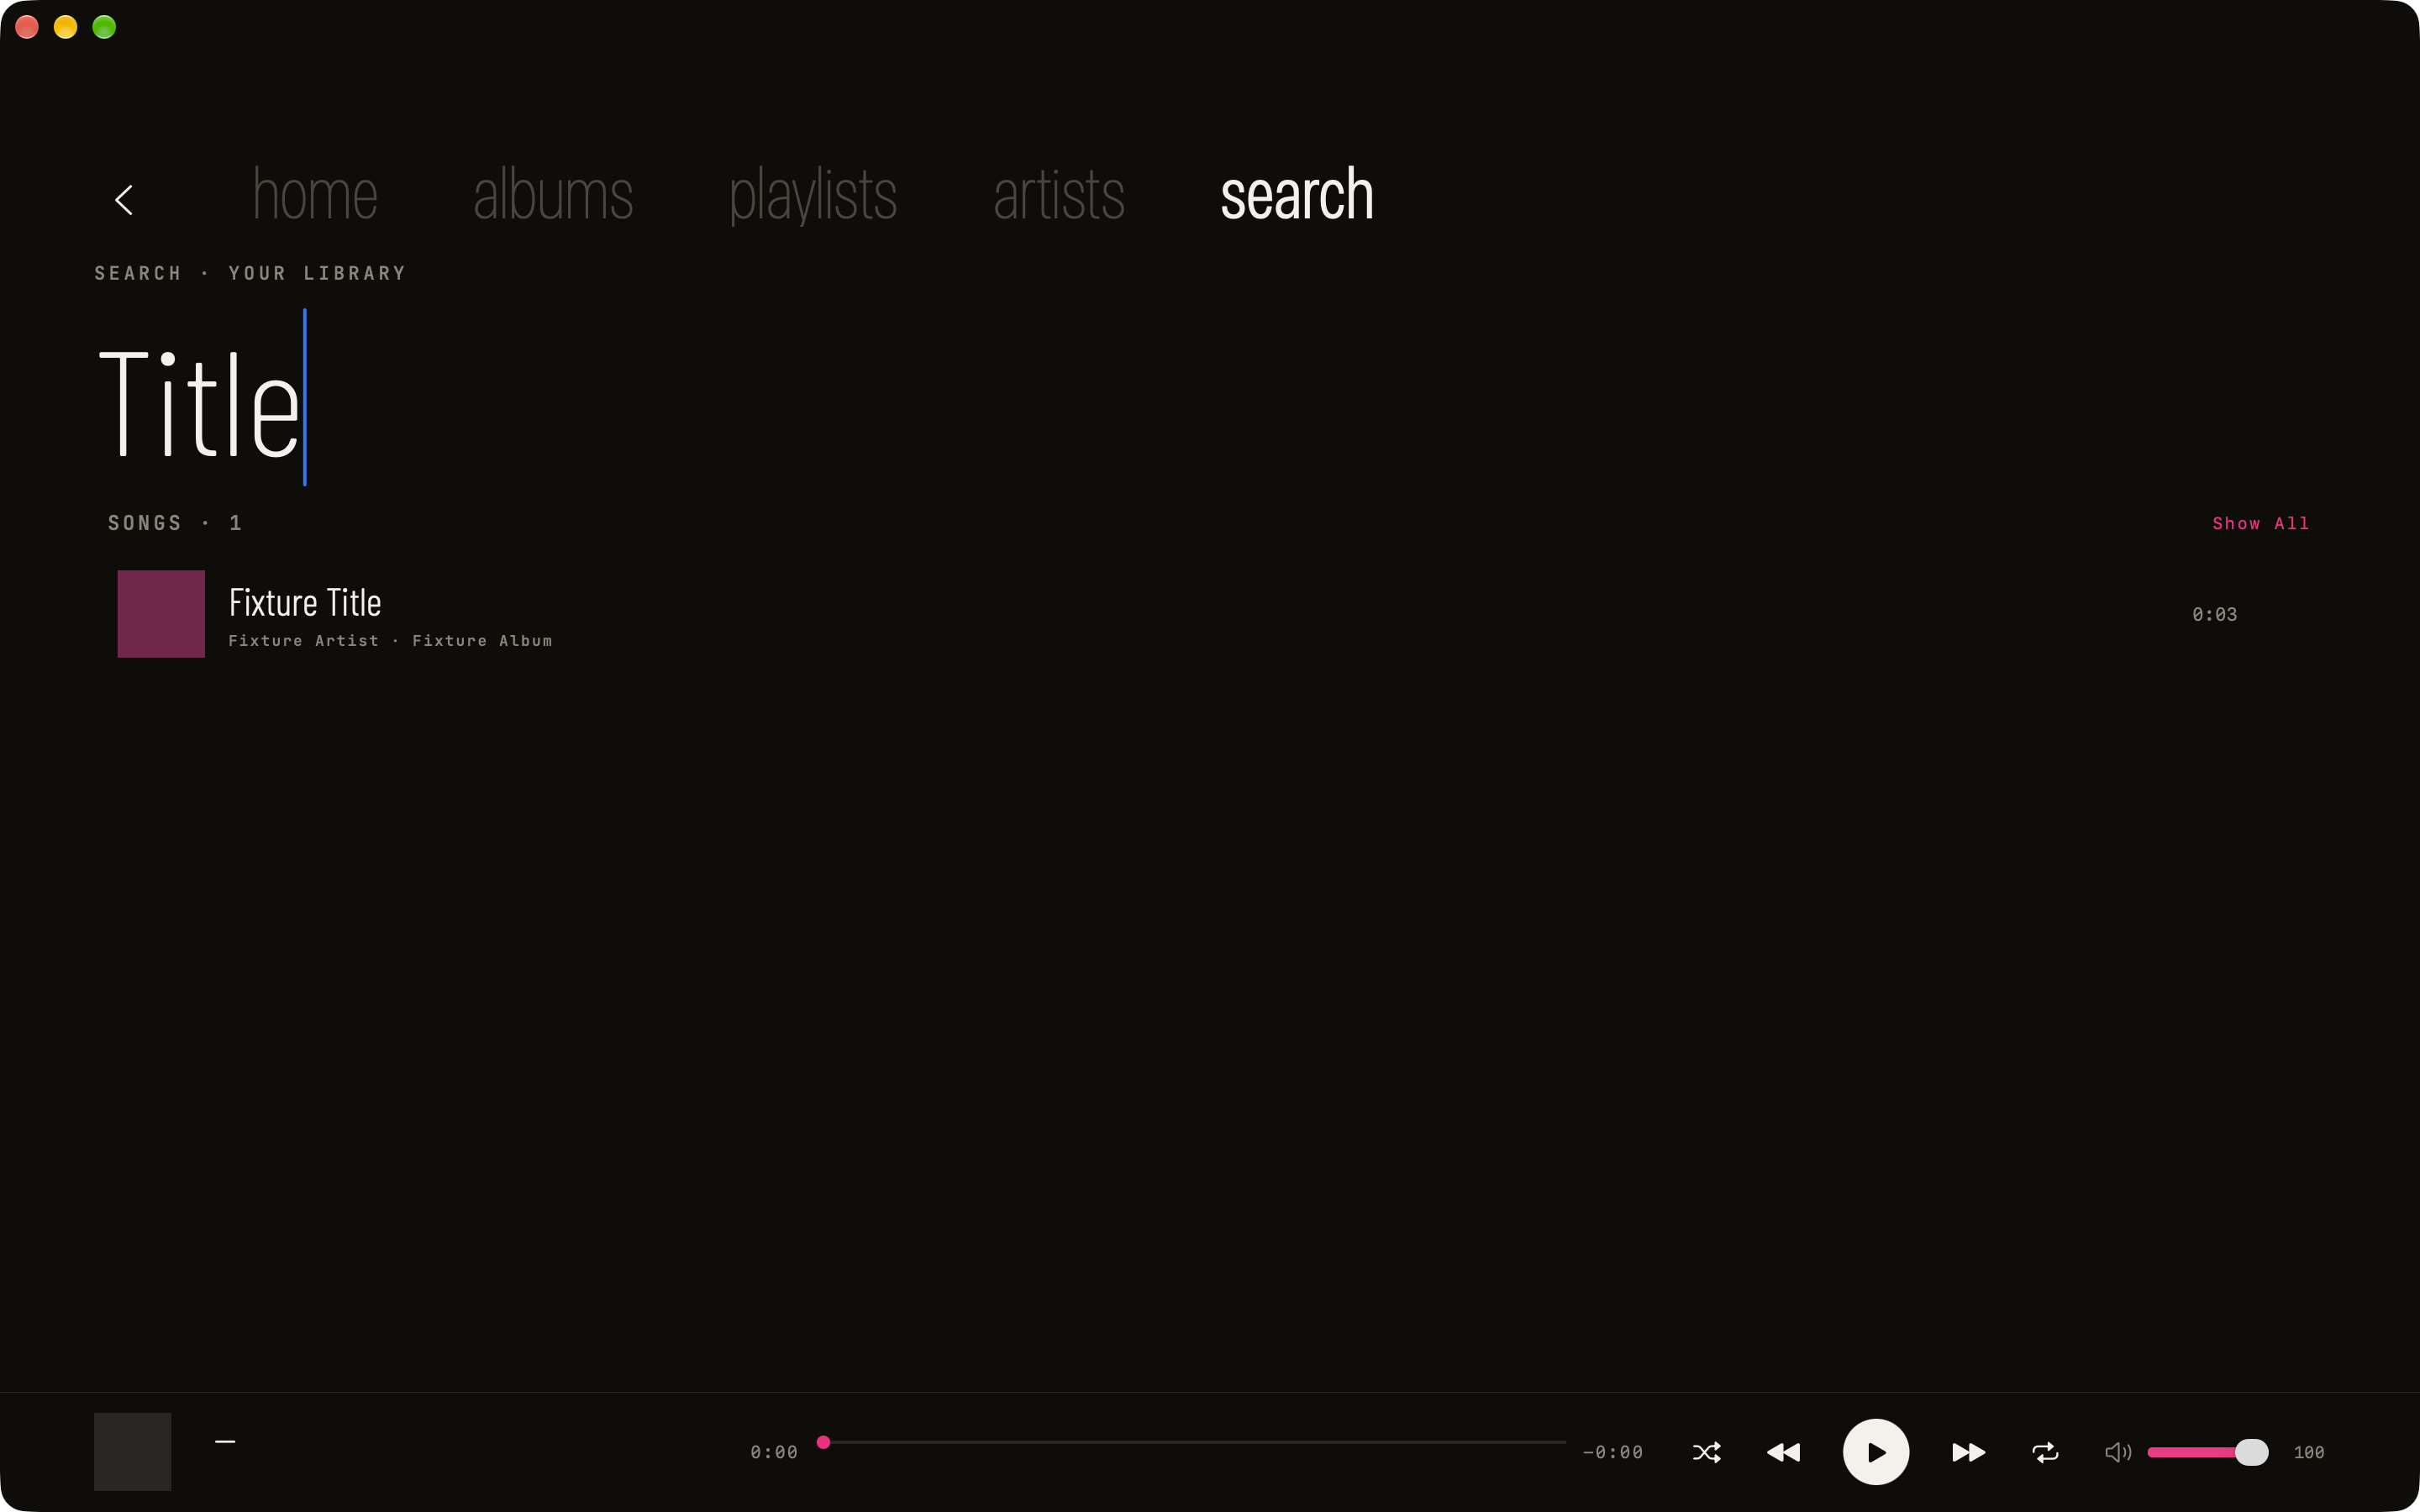 home albums playlists artists search
SEARCH · YOUR LIBRARY
Title
SONGS · 1 Show All
Fixture Title
Fixture Artist · Fixture Album
0:03
—
0:00 −0:00 100